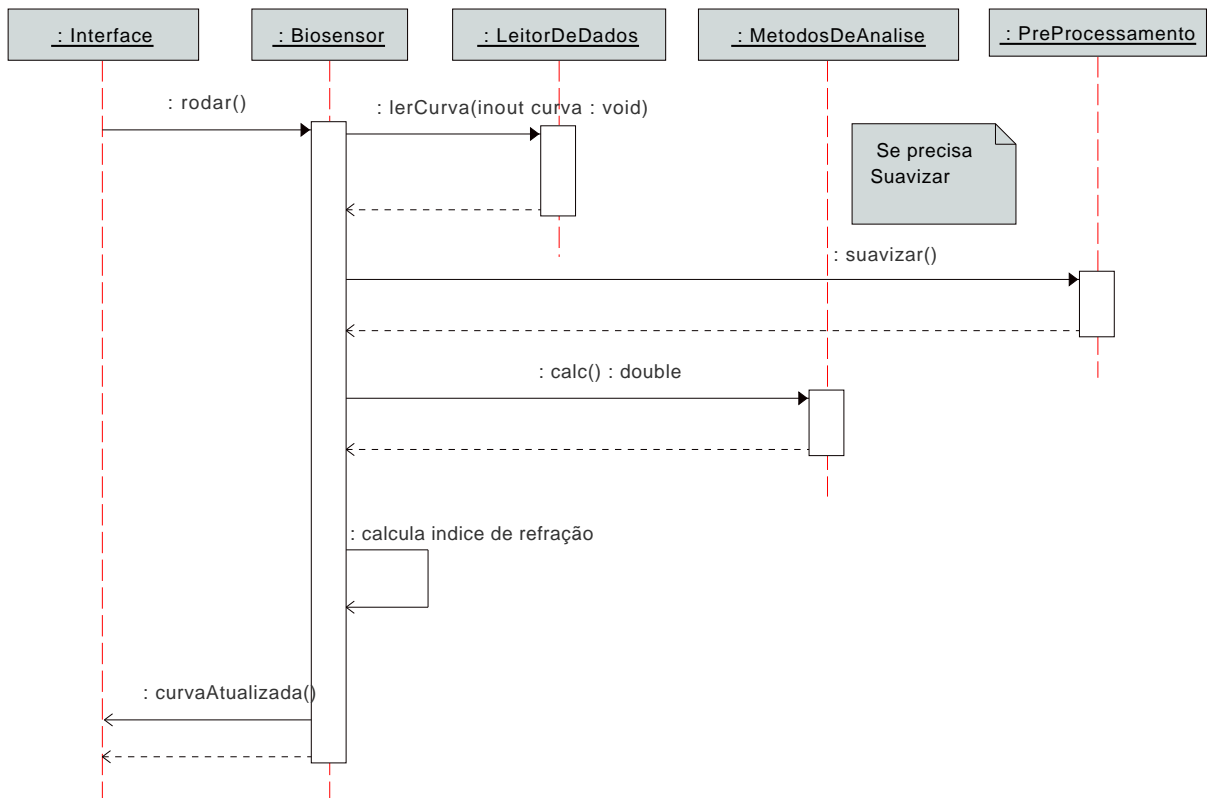 : Interface
: Biosensor
: LeitorDeDados
: MetodosDeAnalise
: PreProcessamento
: rodar()
: lerCurva(inout curva : void)
Se precisa
Suavizar
: suavizar()
: calc() : double
: calcula indice de refração
: curvaAtualizada()